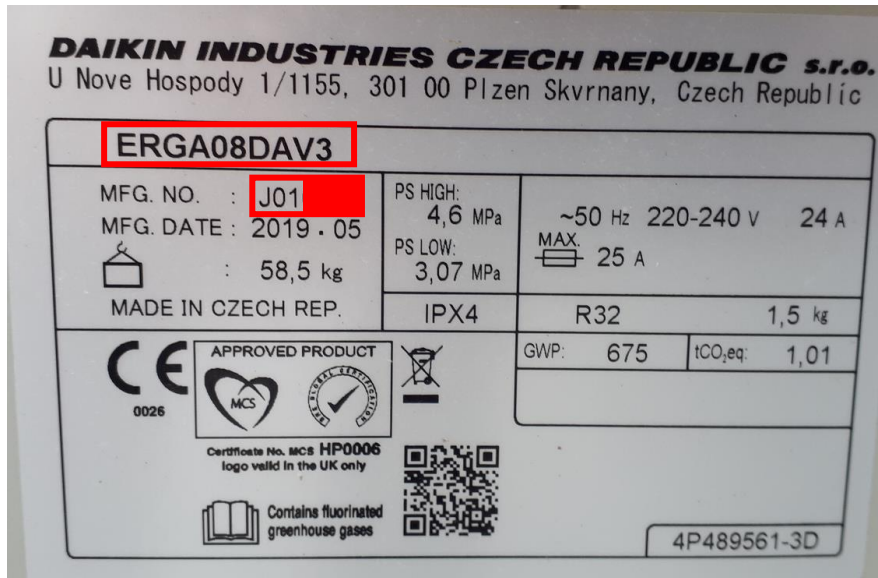 DAIKIN INDUSTRIES CZECH REPUBLIC s.r.o.
U Nove Hospody 1/1155, 301 00 Plzen Skvrnany, Czech Republic
ERGA08DAV3
MFG. NO. : J01
MFG. DATE : 2019.05
: 58,5 kg
MADE IN CZECH REP.
PS HIGH:
4,6 MPa
PS LOW:
3,07 MPa
IPX4
~50 Hz 220-240 V 24 A
MAX.
25 A
R32 1,5 kg
GWP: 675 tCO₂eq: 1,01
CE
0026
APPROVED PRODUCT
MCS
BRE GLOBAL CERTIFICATION
Certificate No. MCS HP0006
logo valid in the UK only
Contains fluorinated
greenhouse gases
4P489561-3D